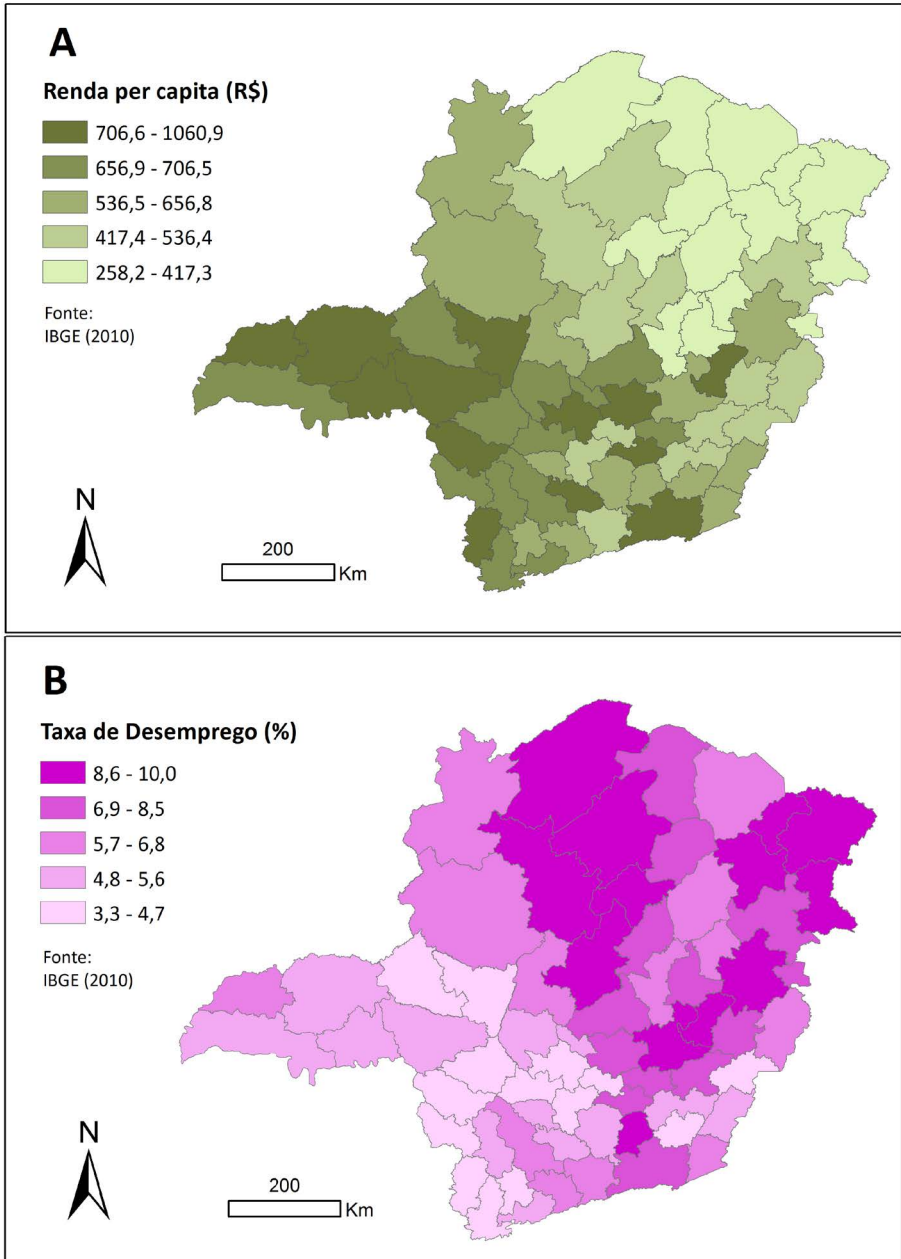 A
Renda per capita (R$)
706,6 - 1060,9
656,9 - 706,5
536,5 - 656,8
417,4 - 536,4
258,2 - 417,3
Fonte:
IBGE (2010)
N
200
Km
B
Taxa de Desemprego (%)
8,6 - 10,0
6,9 - 8,5
5,7 - 6,8
4,8 - 5,6
3,3 - 4,7
Fonte:
IBGE (2010)
N
200
Km